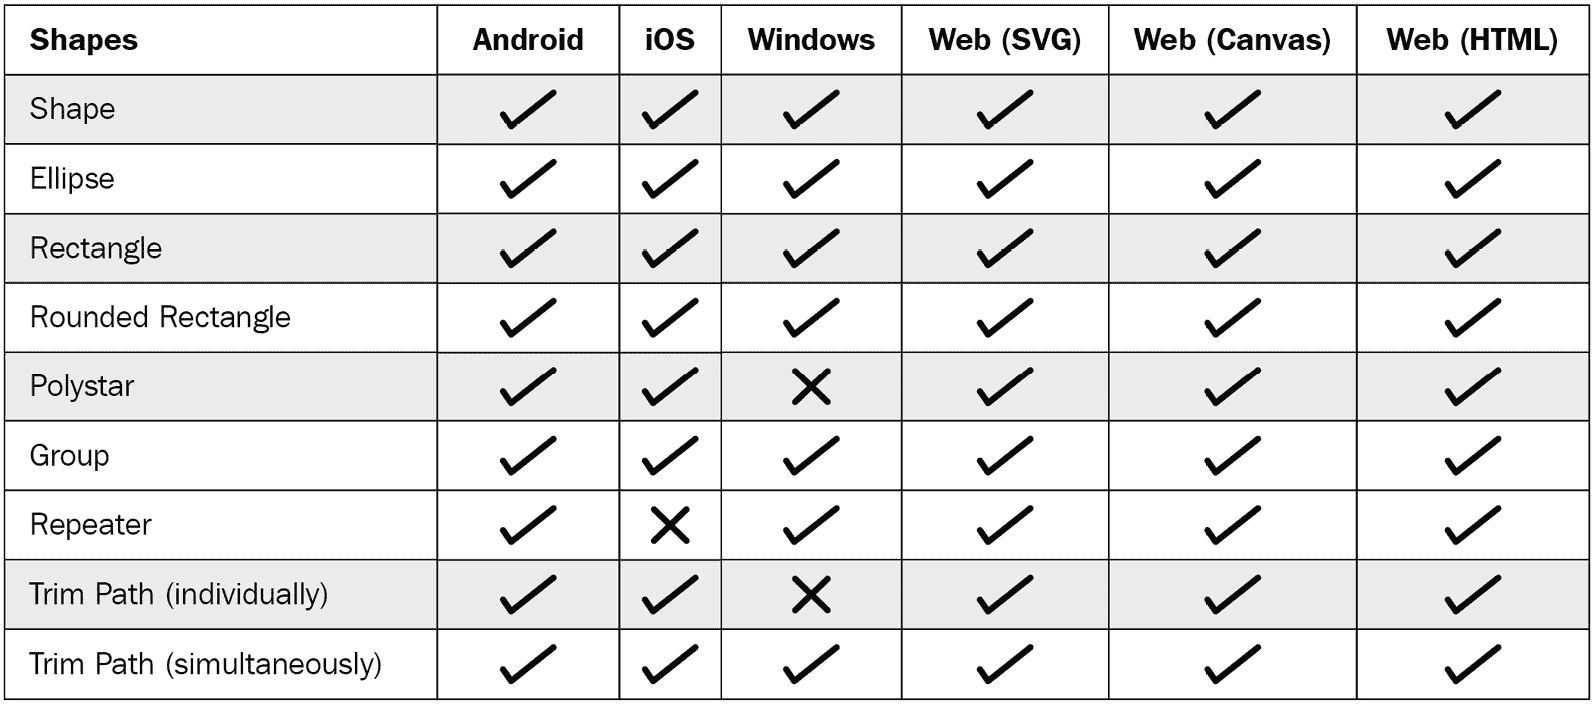 Shapes Android iOS Windows Web (SVG) Web (Canvas) Web (HTML)
Shape ✓ ✓ ✓ ✓ ✓ ✓
Ellipse ✓ ✓ ✓ ✓ ✓ ✓
Rectangle ✓ ✓ ✓ ✓ ✓ ✓
Rounded Rectangle ✓ ✓ ✓ ✓ ✓ ✓
Polystar ✓ ✓ ✗ ✓ ✓ ✓
Group ✓ ✓ ✓ ✓ ✓ ✓
Repeater ✓ ✗ ✓ ✓ ✓ ✓
Trim Path (individually) ✓ ✓ ✗ ✓ ✓ ✓
Trim Path (simultaneously) ✓ ✓ ✓ ✓ ✓ ✓